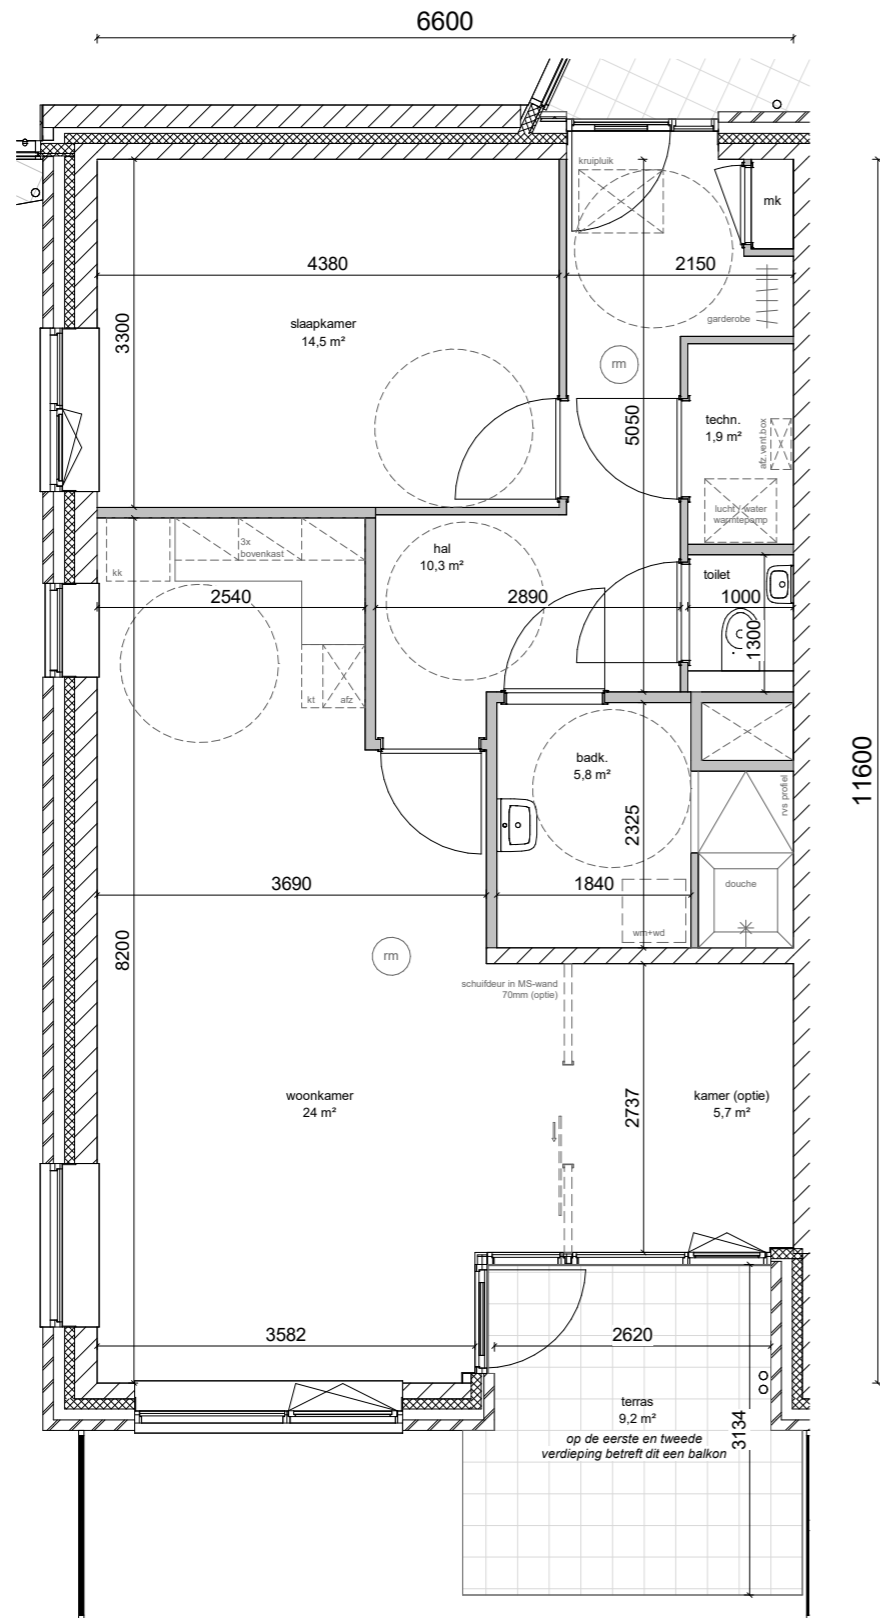 6600
kruipluik
mk
4380
2150
3300
slaapkamer
14,5 m²
garderobe
rm
5050
techn.
1,9 m²
afz.vent.box
lucht / water
warmtepomp
3x
bovenkast
kk
hal
10,3 m²
toilet
2540
2890
1000
1300
kt
afz
11600
badk.
5,8 m²
rvs profiel
2325
3690
1840
douche
wm+wd
8200
rm
schuifdeur in MS-wand
70mm (optie)
woonkamer
24 m²
2737
kamer (optie)
5,7 m²
3582
2620
terras
9,2 m²
op de eerste en tweede
verdieping betreft dit een balkon
3134